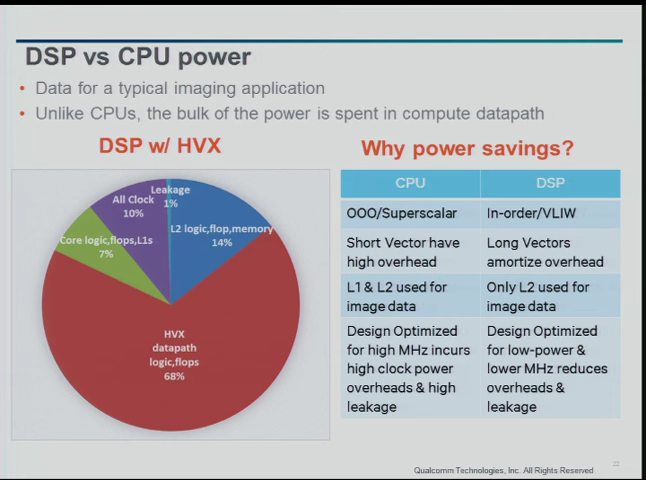 DSP vs CPU power
• Data for a typical imaging application
• Unlike CPUs, the bulk of the power is spent in compute datapath
DSP w/ HVX
Leakage
1%
All Clock
10%
L2 logic,flop,memory
14%
Core logic,flops,L1s
7%
HVX
datapath
logic,flops
68%
Why power savings?
CPU DSP
OOO/Superscalar In-order/VLIW
Short Vector have Long Vectors
high overhead amortize overhead
L1 & L2 used for Only L2 used for
image data image data
Design Optimized Design Optimized
for high MHz incurs for low-power &
high clock power lower MHz reduces
overheads & high overheads &
leakage leakage
Qualcomm Technologies, Inc. All Rights Reserved
22